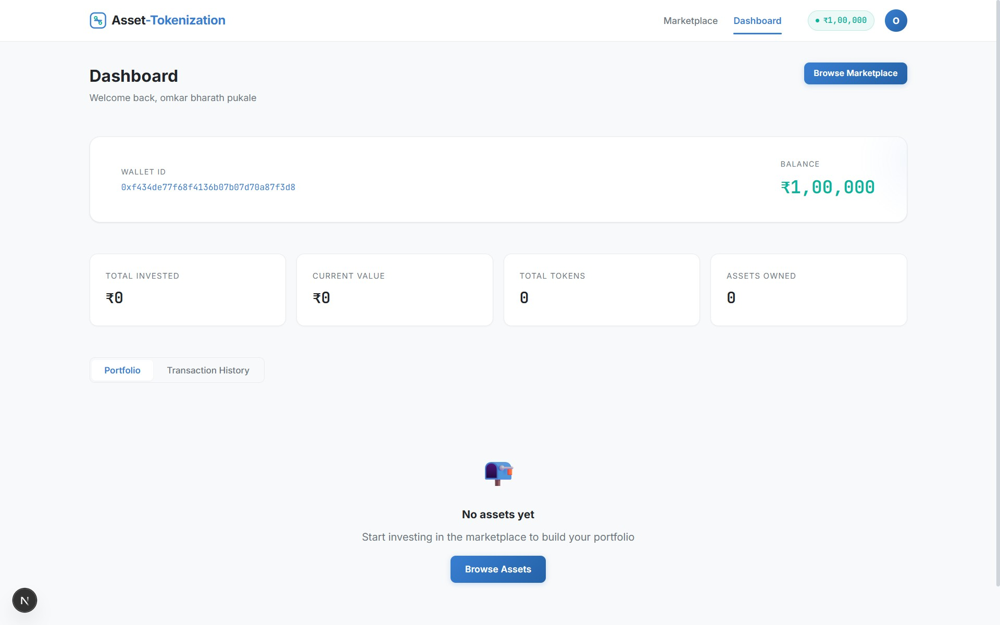 Asset-Tokenization
Marketplace
Dashboard
₹1,00,000
O
Dashboard
Browse Marketplace
Welcome back, omkar bharath pukale
WALLET ID
0xf434de77f68f4136b07b07d70a87f3d8
BALANCE
₹1,00,000
TOTAL INVESTED
₹0
CURRENT VALUE
₹0
TOTAL TOKENS
0
ASSETS OWNED
0
Portfolio
Transaction History
No assets yet
Start investing in the marketplace to build your portfolio
Browse Assets
N